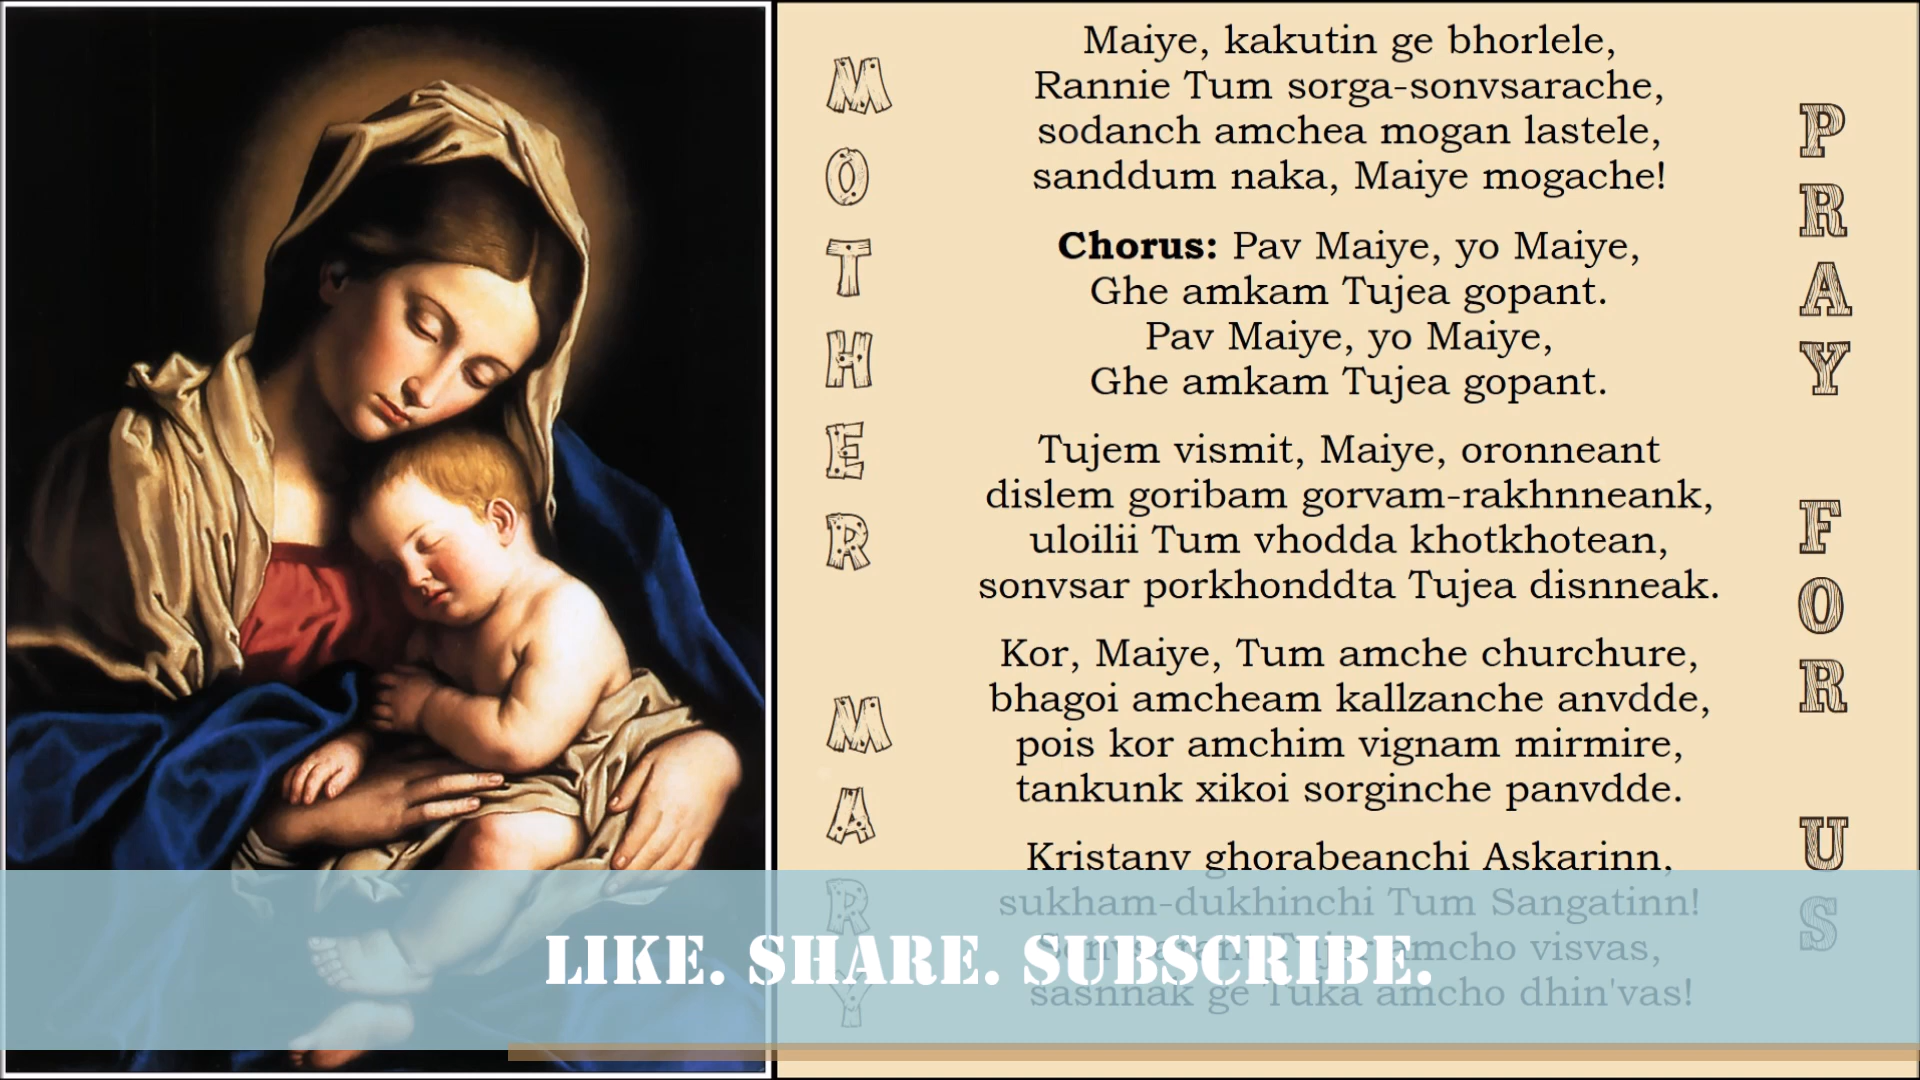 MOTHER MARY
Maiye, kakutin ge bhorlele,
Rannie Tum sorga-sonvsarache,
sodanch amchea mogan lastele,
sanddum naka, Maiye mogache!
Chorus: Pav Maiye, yo Maiye,
Ghe amkam Tujea gopant.
Pav Maiye, yo Maiye,
Ghe amkam Tujea gopant.
Tujem vismit, Maiye, oronneant
dislem goribam gorvam-rakhnneank,
uloilii Tum vhodda khotkhotean,
sonvsar porkhonddta Tujea disnneak.
Kor, Maiye, Tum amche churchure,
bhagoi amcheam kallzanche anvdde,
pois kor amchim vignam mirmire,
tankunk xikoi sorginche panvdde.
Kristanv ghorabeanchi Askarinn,
sukham-dukhinchi Tum Sangatinn!
amcho visvas,
sasnnak ge Tuka amcho dhin'vas!
PRAY FOR US
LIKE. SHARE. SUBSCRIBE.